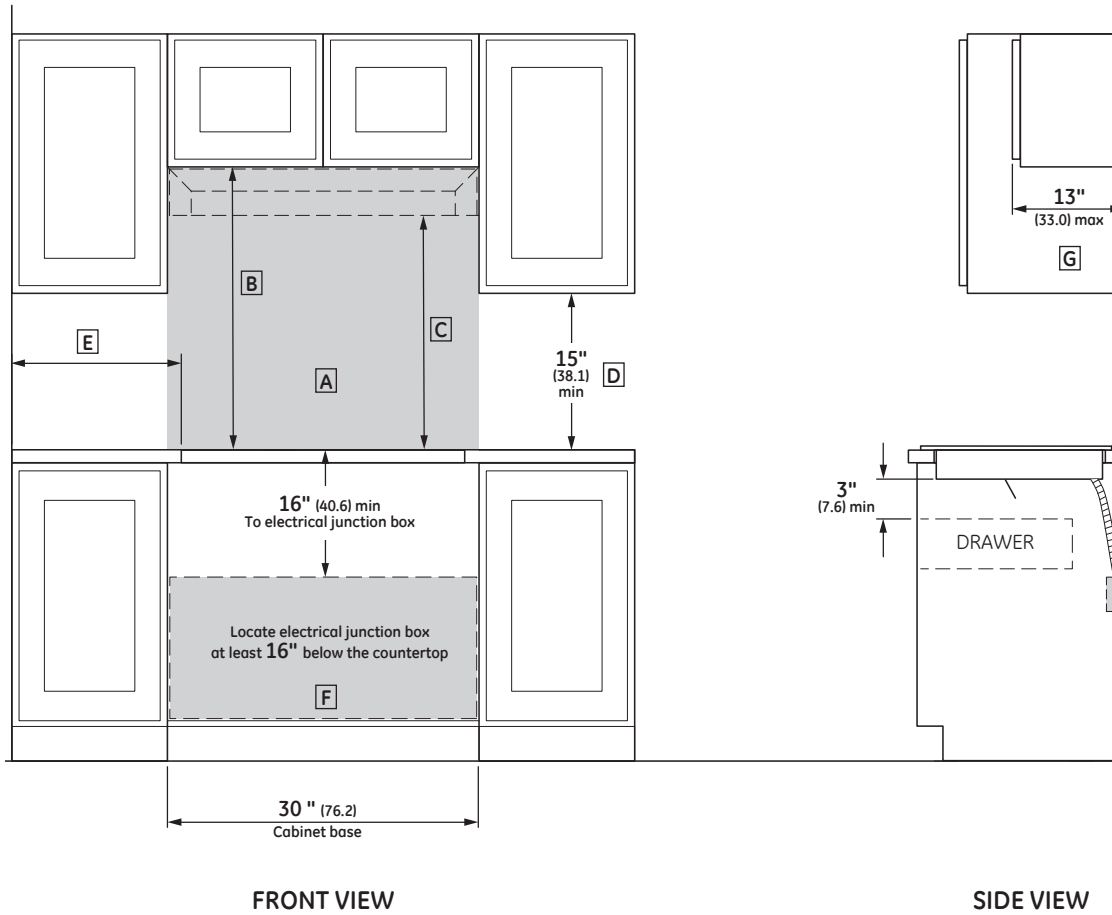 13"
(33.0) max
G
B
C
E
A
15"
(38.1)
min
D
16" (40.6) min
To electrical junction box
3"
(7.6) min
DRAWER
Locate electrical junction box
at least 16" below the countertop
F
30 " (76.2)
Cabinet base
FRONT VIEW
SIDE VIEW